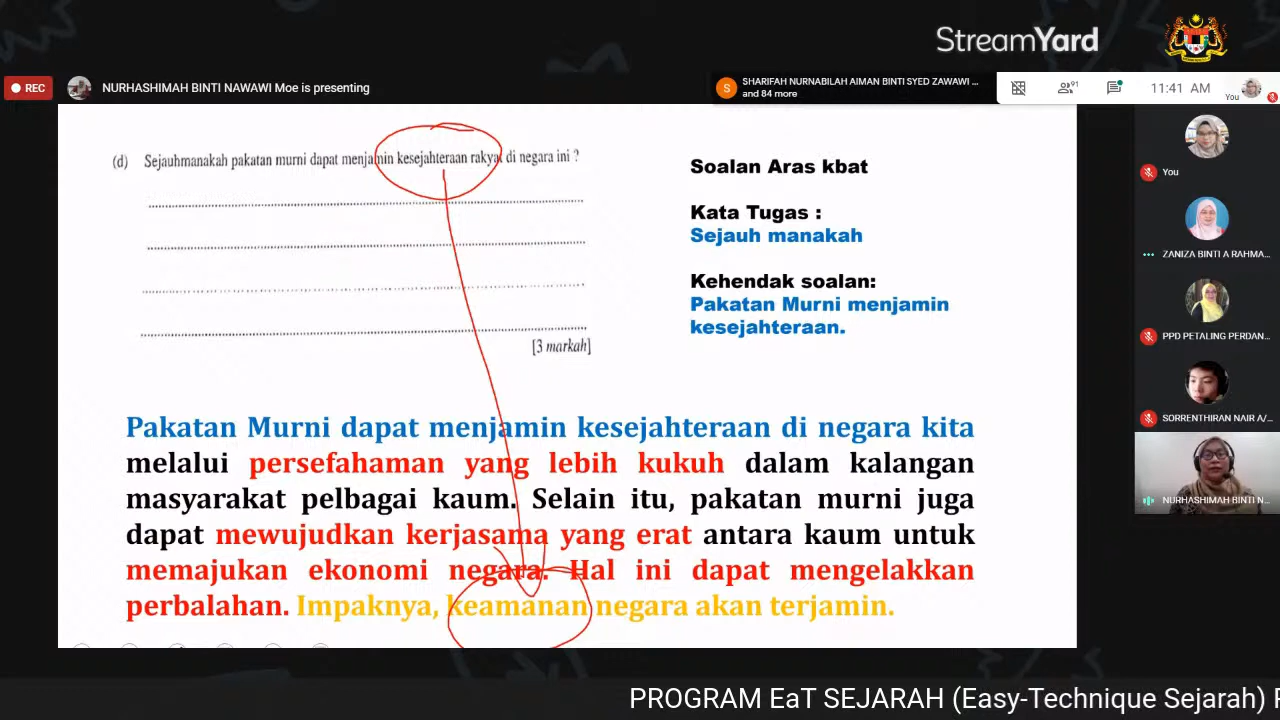 StreamYard
REC
NURHASHIMAH BINTI NAWAWI Moe is presenting
S
SHARIFAH NURNABILAH AIMAN BINTI SYED ZAWAWI ...
and 84 more
91
11:41 AM
You
(d) Sejauhmanakah pakatan murni dapat menjamin kesejahteraan rakyat di negara ini ?
[3 markah]
Soalan Aras kbat
Kata Tugas :
Sejauh manakah
Kehendak soalan:
Pakatan Murni menjamin
kesejahteraan.
Pakatan Murni dapat menjamin kesejahteraan di negara kita
melalui persefahaman yang lebih kukuh dalam kalangan
masyarakat pelbagai kaum. Selain itu, pakatan murni juga
dapat mewujudkan kerjasama yang erat antara kaum untuk
memajukan ekonomi negara. Hal ini dapat mengelakkan
perbalahan. Impaknya, keamanan negara akan terjamin.
You
ZANIZA BINTI A RAHMA...
PPD PETALING PERDAN...
SORRENTHIRAN NAIR A/...
NURHASHIMAH BINTI N...
PROGRAM EaT SEJARAH (Easy-Technique Sejarah)